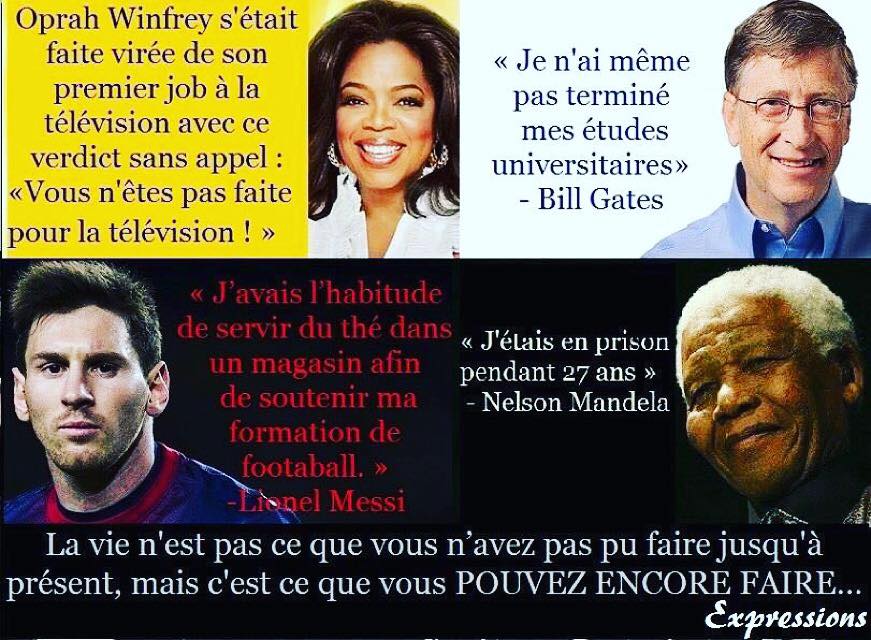 Oprah Winfrey s'était
faite virée de son
premier job à la
télévision avec ce
verdict sans appel :
«Vous n'êtes pas faite
pour la télévision ! »
« Je n'ai même
pas terminé
mes études
universitaires»
- Bill Gates
« J’avais l’habitude
de servir du thé dans
un magasin afin
de soutenir ma
formation de
footaball. »
-Lionel Messi
« J'étais en prison
pendant 27 ans »
- Nelson Mandela
La vie n'est pas ce que vous n’avez pas pu faire jusqu'à
présent, mais c'est ce que vous POUVEZ ENCORE FAIRE...
Expressions